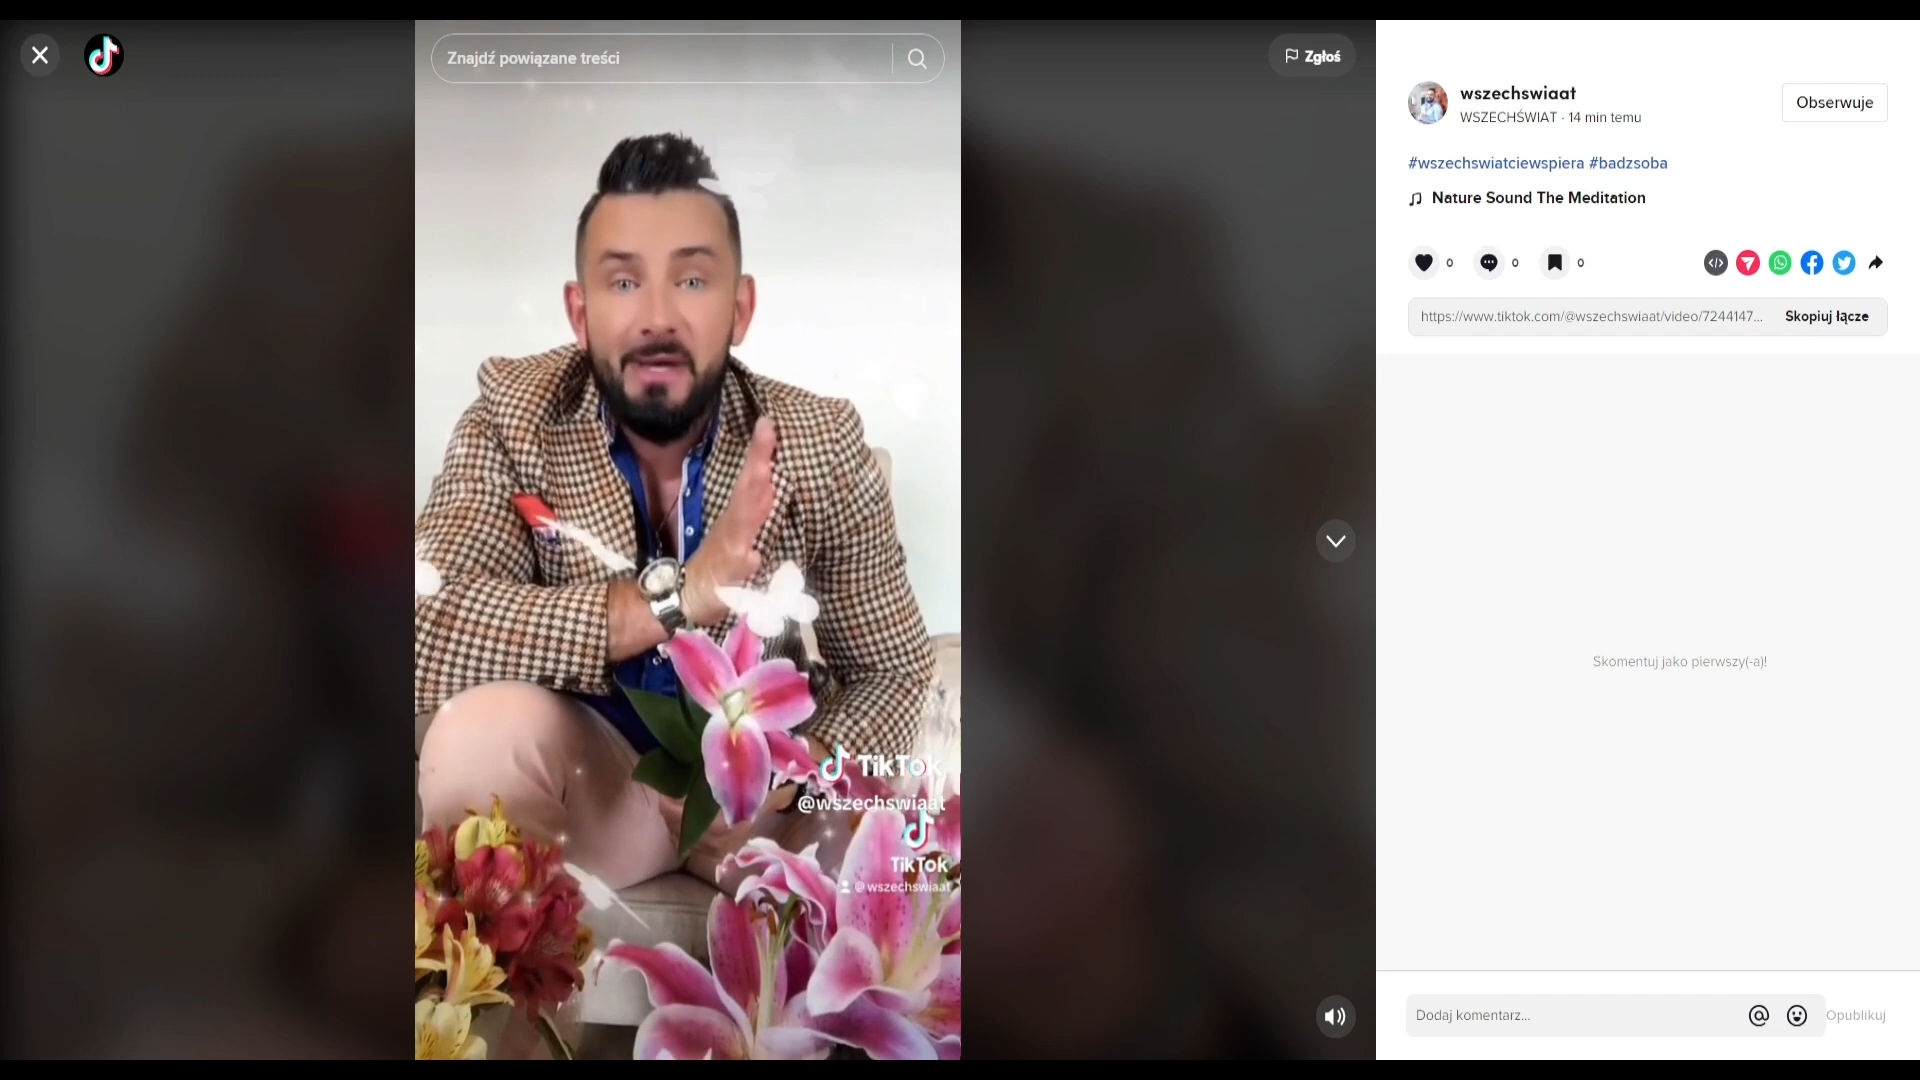 Znajdź powiązane treści
Zgłoś
TikTok
@wszechswiaat
TikTok
@wszechswiaat
wszechswiaat
WSZECHŚWIAT · 14 min temu
Obserwuje
#wszechswiatciewspiera #badzsoba
Nature Sound The Meditation
0
0
0
https://www.tiktok.com/@wszechswiaat/video/7244147...
Skopiuj łącze
Skomentuj jako pierwszy(-a)!
Dodaj komentarz...
Opublikuj